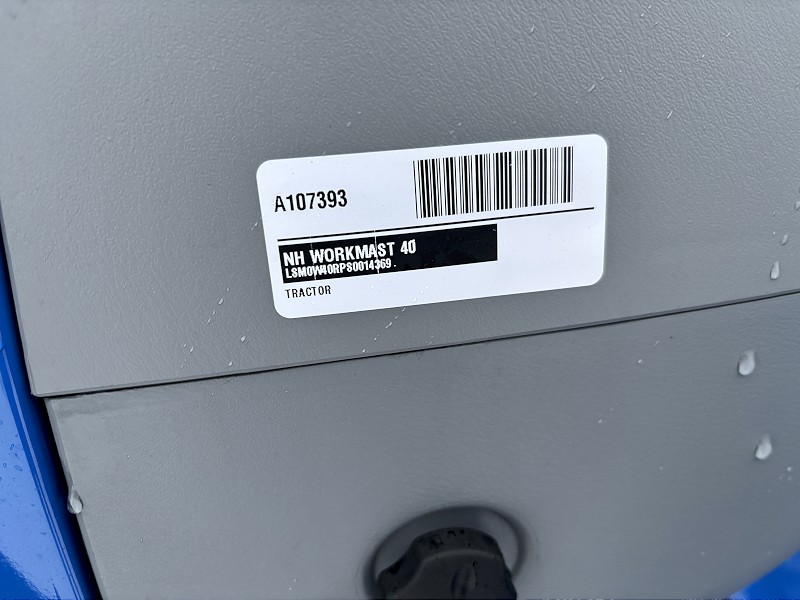 A107393
NH WORKMAST 40
LSM0W40RPS0014369
TRACTOR